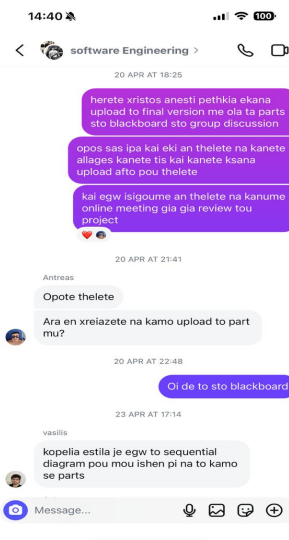 14:40
100
software Engineering >
20 APR AT 18:25
herete xristos anesti pethkia ekana
upload to final version me ola ta parts
sto blackboard sto group discussion
opos sas ipa kai eki an thelete na kanete
allages kanete tis kai kanete ksana
upload afto pou thelete
kai egw isigoume an thelete na kanume
online meeting gia gia review tou
project
20 APR AT 21:41
Antreas
Opote thelete
Ara en xreiazete na kamo upload to part
mu?
20 APR AT 22:48
Oi de to sto blackboard
23 APR AT 17:14
vasilis
kopelia estila je egw to sequential
diagram pou mou ishen pi na to kamo
se parts
Message...